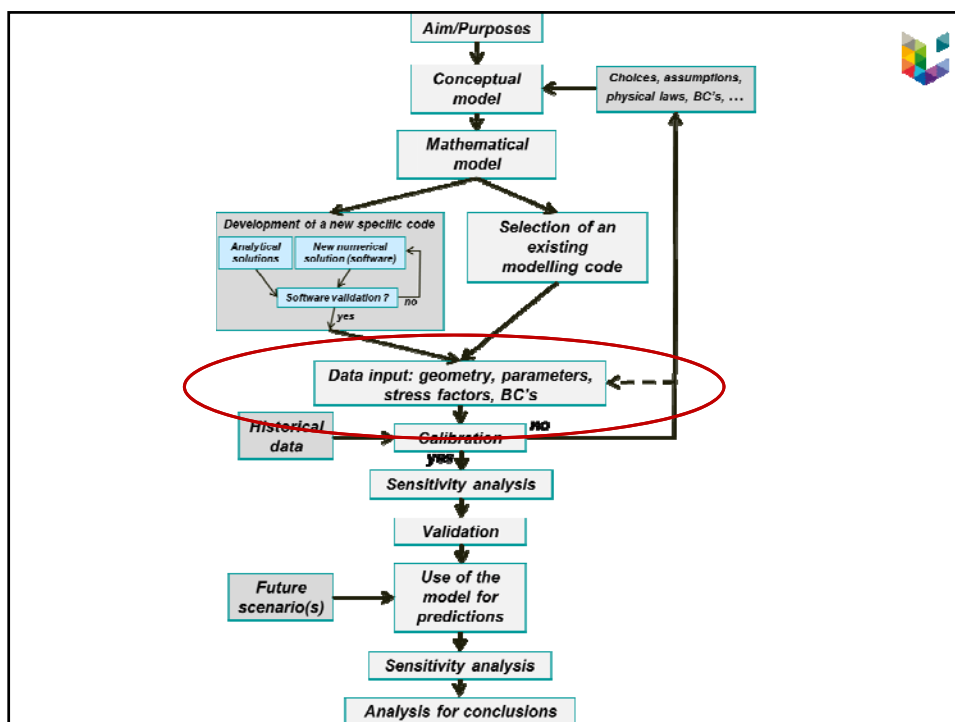 Aim/Purposes
Conceptual
model
Choices, assumptions,
physical laws, BC's, ...
Mathematical
model
Development of a new specific code
Analytical
solutions
New numerical
solution (software)
Software validation ?
no
yes
Selection of an
existing
modelling code
Data input: geometry, parameters,
stress factors, BC's
Historical
data
Calibration
no
yes
Sensitivity analysis
Validation
Future
scenario(s)
Use of the
model for
predictions
Sensitivity analysis
Analysis for conclusions